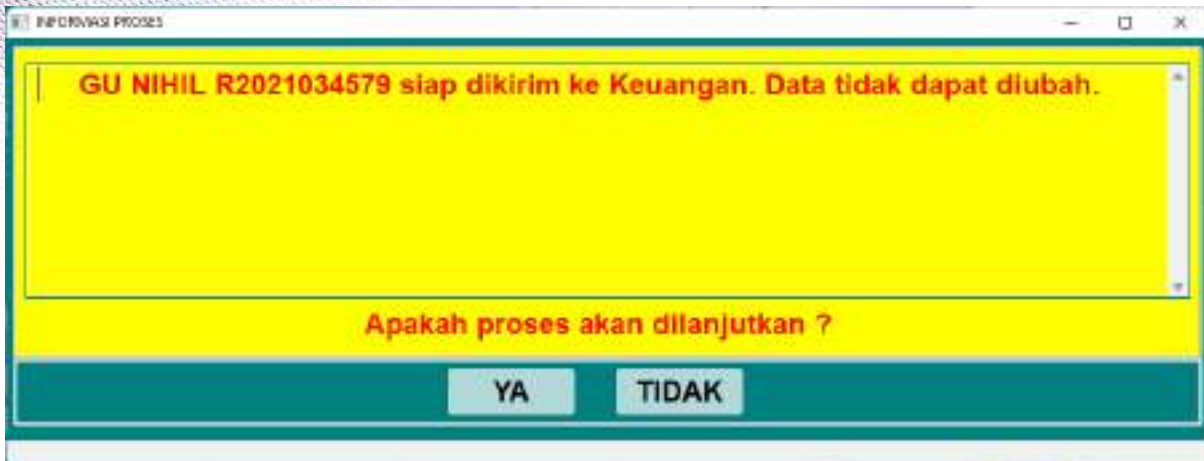 INFORMASI PROSES
GU NIHIL R2021034579 siap dikirim ke Keuangan. Data tidak dapat diubah.
Apakah proses akan dilanjutkan ?
YA
TIDAK